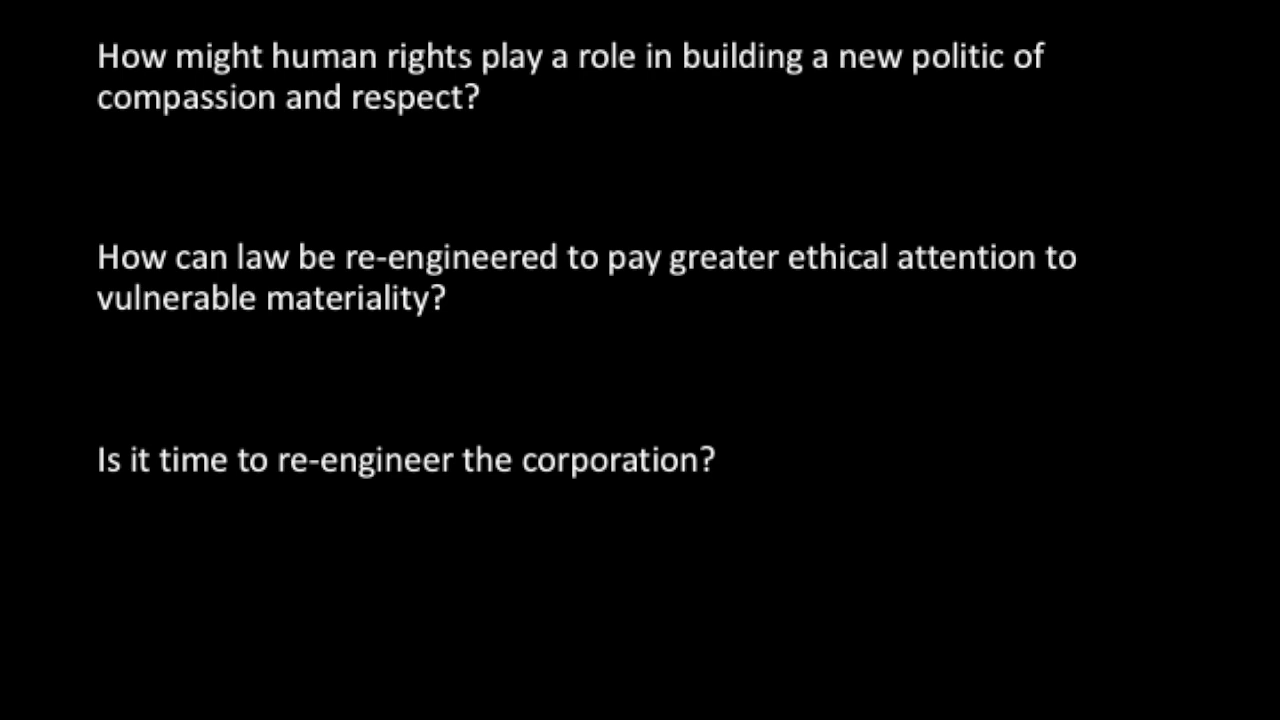 How might human rights play a role in building a new politic of
compassion and respect?
How can law be re-engineered to pay greater ethical attention to
vulnerable materiality?
Is it time to re-engineer the corporation?